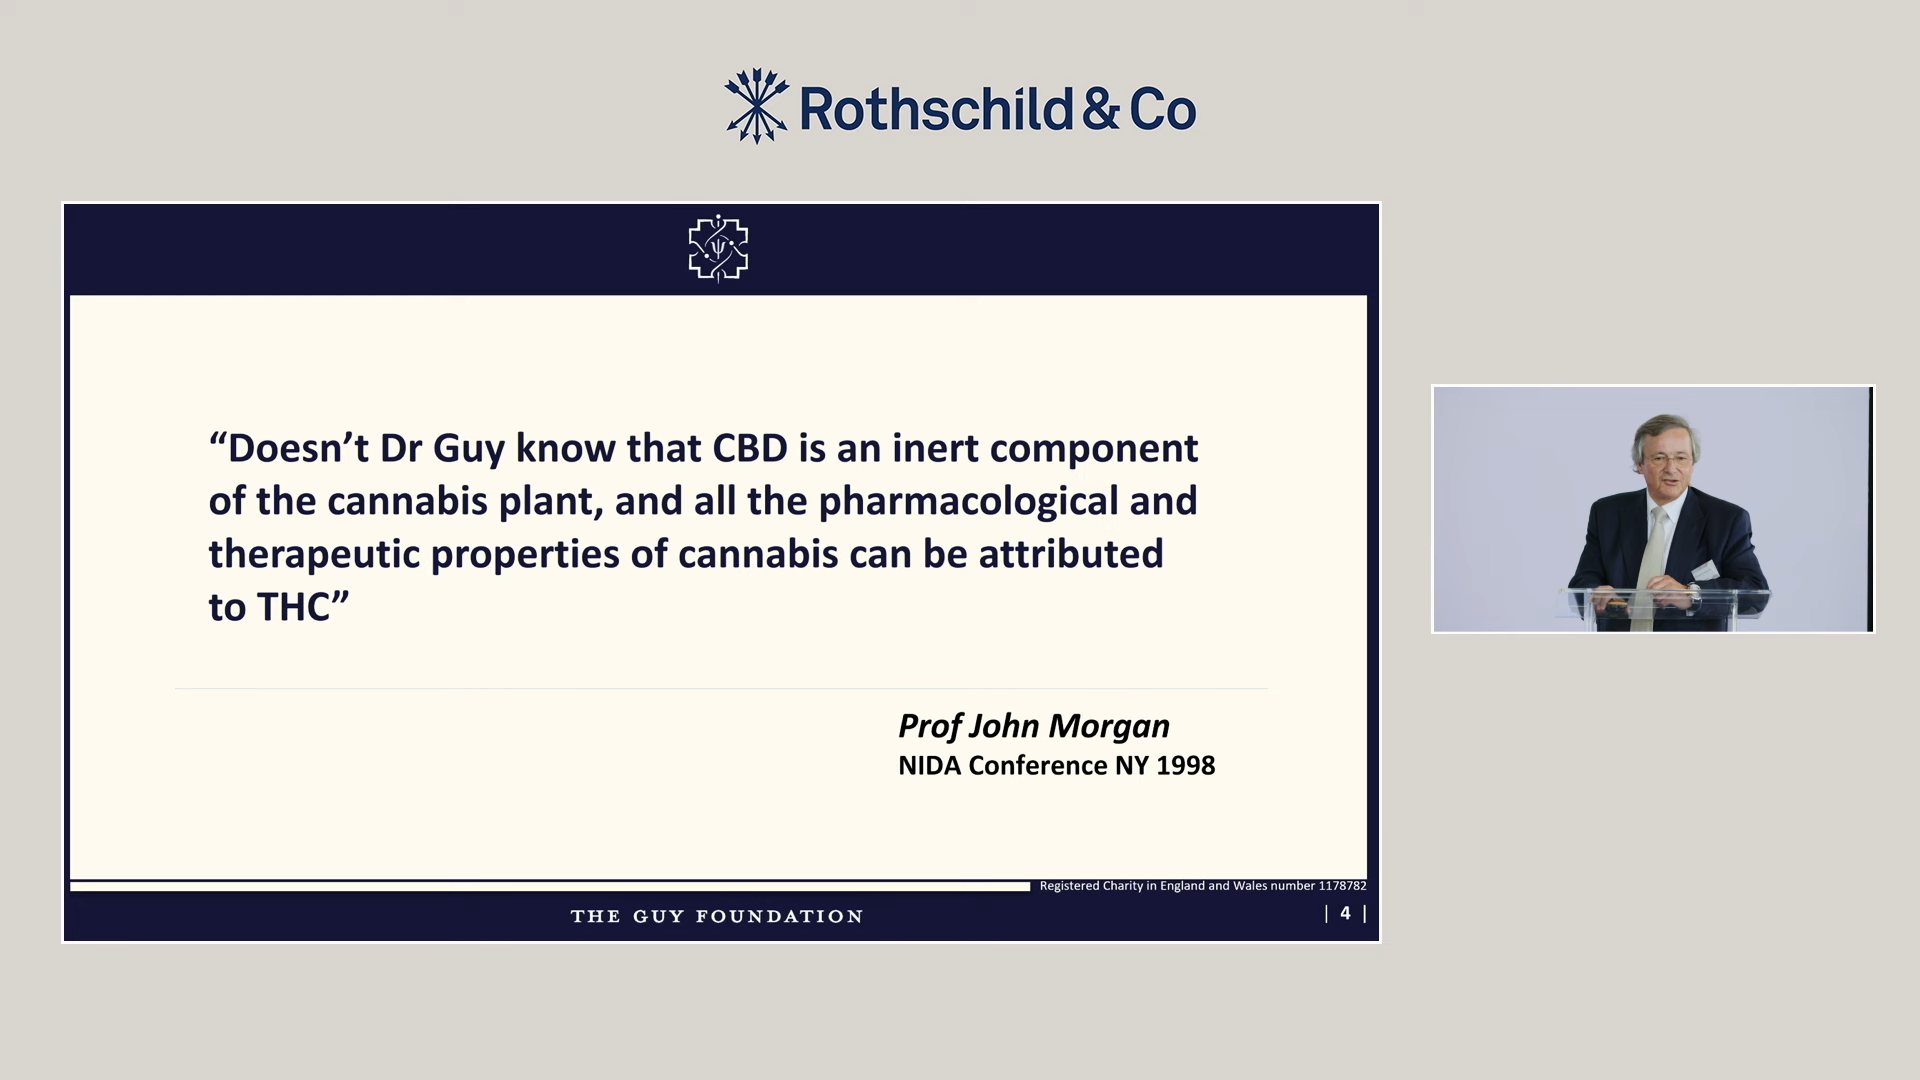 Rothschild & Co
“Doesn’t Dr Guy know that CBD is an inert component
of the cannabis plant, and all the pharmacological and
therapeutic properties of cannabis can be attributed
to THC”
Prof John Morgan
NIDA Conference NY 1998
Registered Charity in England and Wales number 1178782
THE GUY FOUNDATION
| 4 |